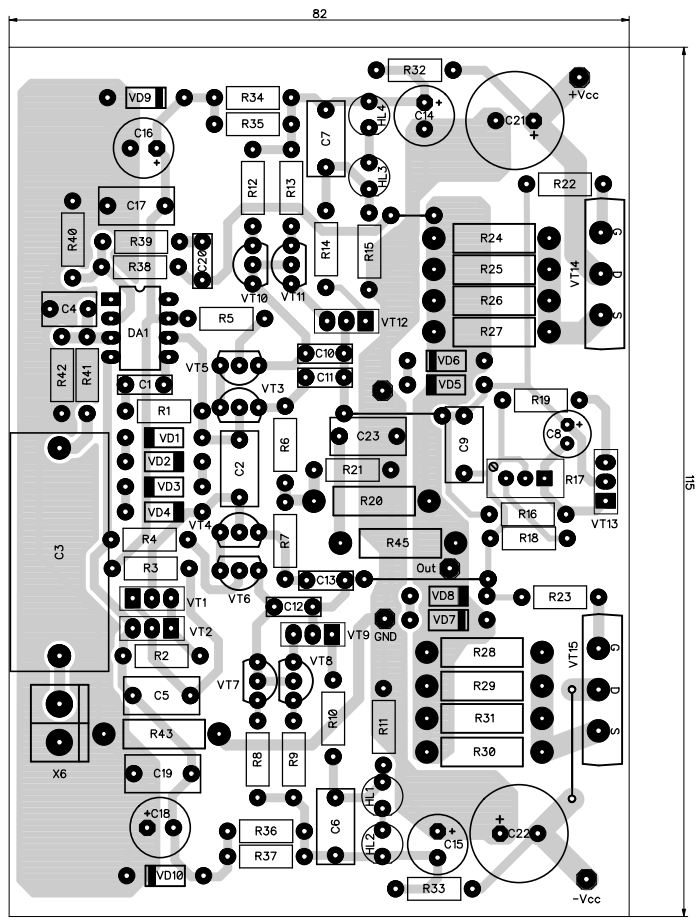 82
R32
+Vcc
VD9
R34
HL4
C14
+
C21
+
R35
C16
+
C7
HL3
R12
R13
R22
C17
R40
R39
C20
R14
R15
R24
G
R38
R25
D
VT14
VT10
VT11
R26
S
C4
DA1
R5
VT12
R27
C10
VD6
VT5
C11
VD5
R42
R41
C1
VT3
R19
R1
C8
+
VD1
R6
C23
C9
VD2
C2
R21
R17
VD3
R20
VD4
VT4
R16
VT13
115
R4
R7
R45
R18
C3
R3
VT6
Out
C13
VT1
C12
VD8
R23
VT2
VT9
GND
VD7
G
R2
VT8
R28
VT15
VT7
C5
R29
D
R10
R11
R31
S
R43
X6
R8
R9
R30
C19
HL1
C18
+
R36
C6
HL2
C15
+
C22
+
R37
VD10
R33
-Vcc